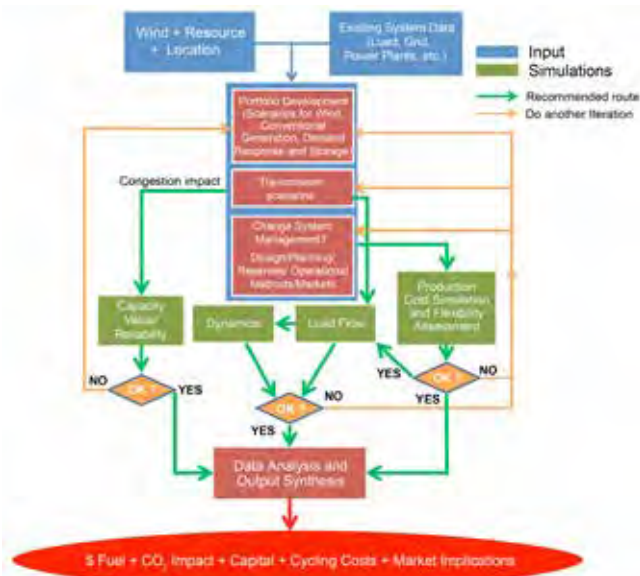 Wind + Resource
+ Location
Existing System Data
(Load, Grid,
Power Plants, etc.)
Input
Simulations
Recommended route
Do another Iteration
Portfolio Development
(Scenarios for Wind,
Conventional
Generation, Demand
Response and Storage)
Congestion impact
Transmission
scenarios
Change System
Management?
Design/Planning/
Reserves/Operational
Methods/Markets
Capacity
Value/
Reliability
Dynamics
Load Flow
Production
Cost Simulation
and Flexibility
Assessment
NO
OK ?
YES
OK ?
NO
YES
YES
OK ?
NO
YES
Data Analysis and
Output Synthesis
$ Fuel + CO₂ Impact + Capital + Cycling Costs + Market Implications